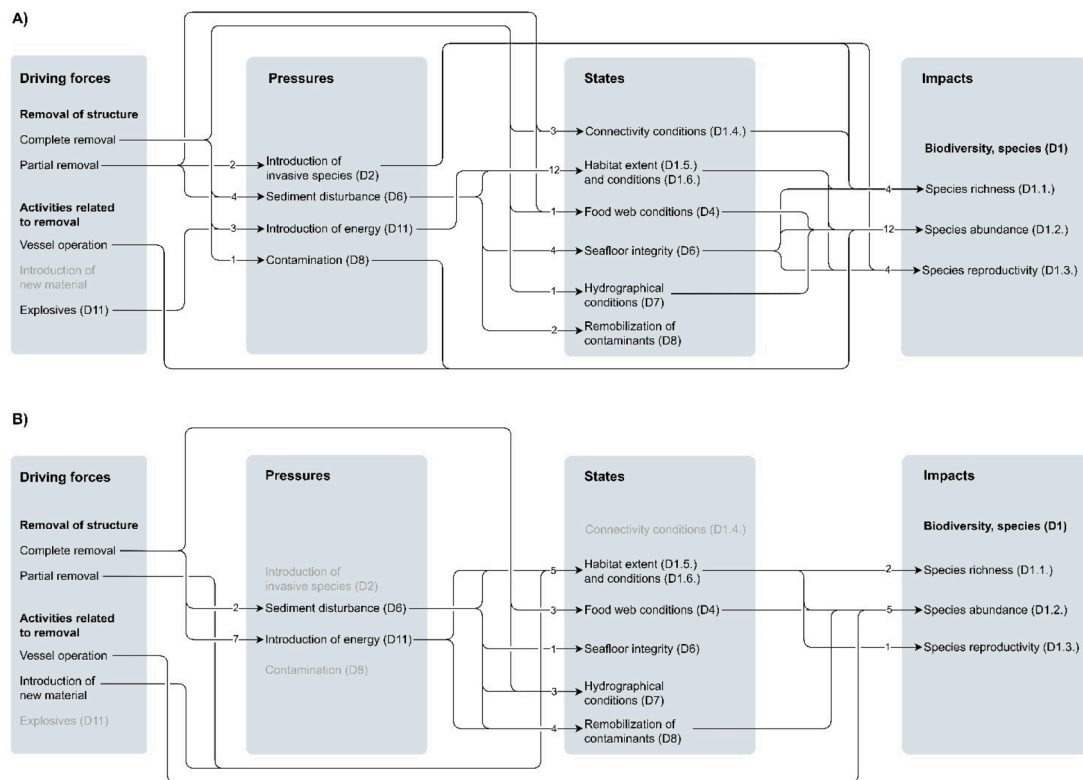 A)
Driving forces
Removal of structure
Complete removal
Partial removal
Activities related
to removal
Vessel operation
Introduction of
new material
Explosives (D11)
Pressures
2
Introduction of
invasive species (D2)
4
Sediment disturbance (D6)
3
Introduction of energy (D11)
1
Contamination (D8)
States
3
Connectivity conditions (D1.4.)
12
Habitat extent (D1.5.)
and conditions (D1.6.)
1
Food web conditions (D4)
4
Seafloor integrity (D6)
1
Hydrographical
conditions (D7)
2
Remobilization of
contaminants (D8)
Impacts
Biodiversity, species (D1)
4
Species richness (D1.1.)
12
Species abundance (D1.2.)
4
Species reproductivity (D1.3.)
B)
Driving forces
Removal of structure
Complete removal
Partial removal
Activities related
to removal
Vessel operation
Introduction of
new material
Explosives (D11)
Pressures
Introduction of
invasive species (D2)
2
Sediment disturbance (D6)
7
Introduction of energy (D11)
Contamination (D8)
States
Connectivity conditions (D1.4.)
5
Habitat extent (D1.5.)
and conditions (D1.6.)
3
Food web conditions (D4)
1
Seafloor integrity (D6)
3
Hydrographical
conditions (D7)
4
Remobilization of
contaminants (D8)
Impacts
Biodiversity, species (D1)
2
Species richness (D1.1.)
5
Species abundance (D1.2.)
1
Species reproductivity (D1.3.)